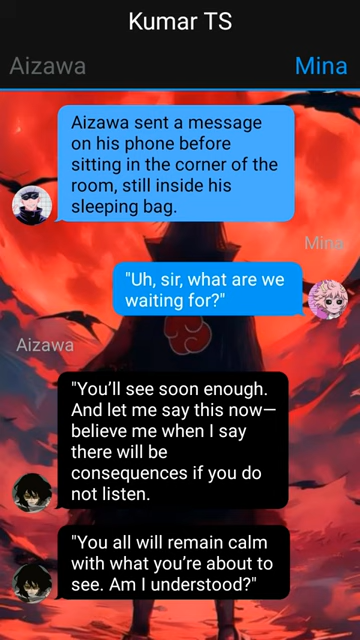 Kumar TS
Aizawa
Mina
Aizawa sent a message
on his phone before
sitting in the corner of the
room, still inside his
sleeping bag.
Mina
"Uh, sir, what are we
waiting for?"
Aizawa
"You’ll see soon enough.
And let me say this now—
believe me when I say
there will be
consequences if you do
not listen.
"You all will remain calm
with what you’re about to
see. Am I understood?"